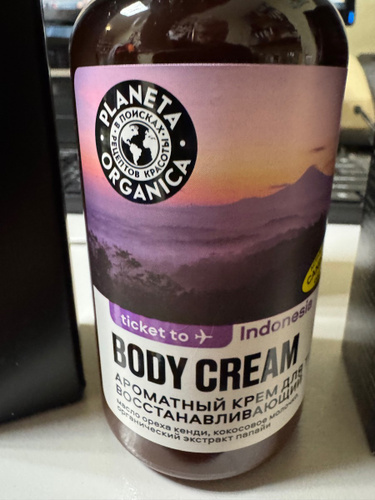 PLANETA
В ПОИСКАХ
РЕЦЕПТОВ КРАСОТЫ
ORGANICA
ticket to
Indonesia
BODY CREAM
АРОМАТНЫЙ КРЕМ ДЛЯ
ВОССТАНАВЛИВАЮЩИЙ
масло ореха кенди, кокосовое молочко,
органический экстракт папайи